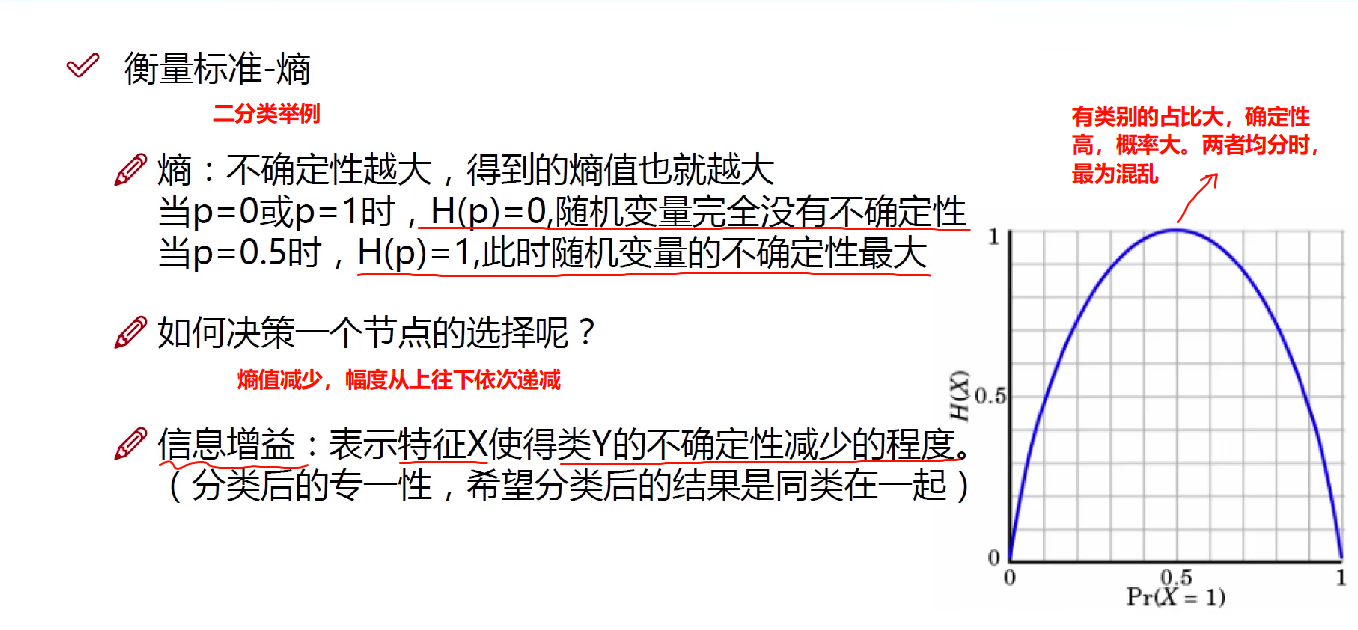 衡量标准-熵
二分类举例
熵：不确定性越大，得到的熵值也就越大
当p=0或p=1时，H(p)=0,随机变量完全没有不确定性
当p=0.5时，H(p)=1,此时随机变量的不确定性最大
如何决策一个节点的选择呢？
熵值减少，幅度从上往下依次递减
信息增益：表示特征X使得类Y的不确定性减少的程度。
（分类后的专一性，希望分类后的结果是同类在一起）
有类别的占比大，确定性
高，概率大。两者均分时，
最为混乱
1
H(X)
0.5
0
0
0.5
1
Pr(X = 1)